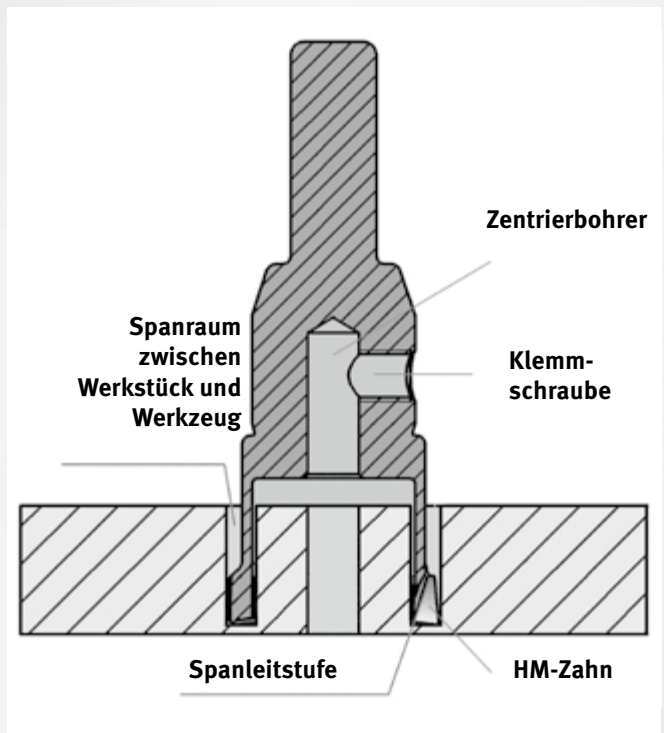 Zentrierbohrer
Spanraum
zwischen
Werkstück und
Werkzeug
Klemm-
schraube
Spanleitstufe
HM-Zahn